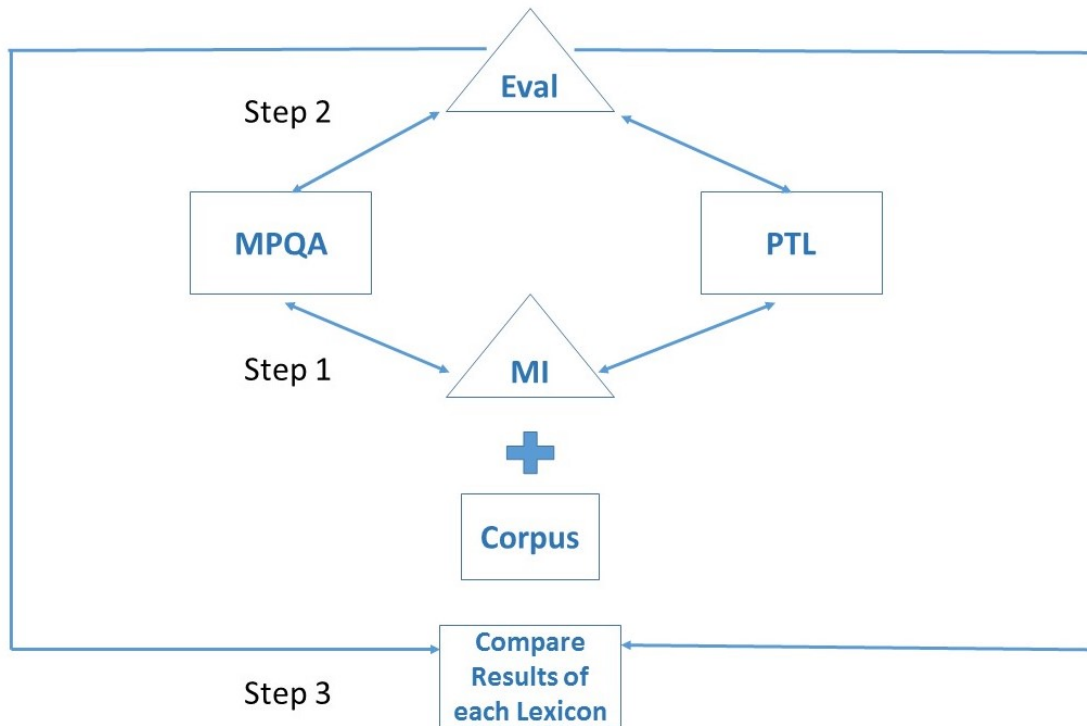 Eval
Step 2
MPQA
PTL
Step 1
MI
Corpus
Compare
Results of
each Lexicon
Step 3